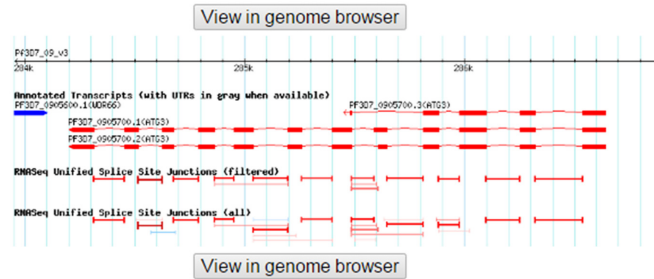 View in genome browser
Pf3D7_09_v3
284k 285k 286k
Annotated Transcripts (with UTRs in gray when available)
PF3D7_0905600.1(WDR66) PF3D7_0905700.3(ATG3)
PF3D7_0905700.1(ATG3)
PF3D7_0905700.2(ATG3)
RNASeq Unified Splice Site Junctions (filtered)
RNASeq Unified Splice Site Junctions (all)
View in genome browser